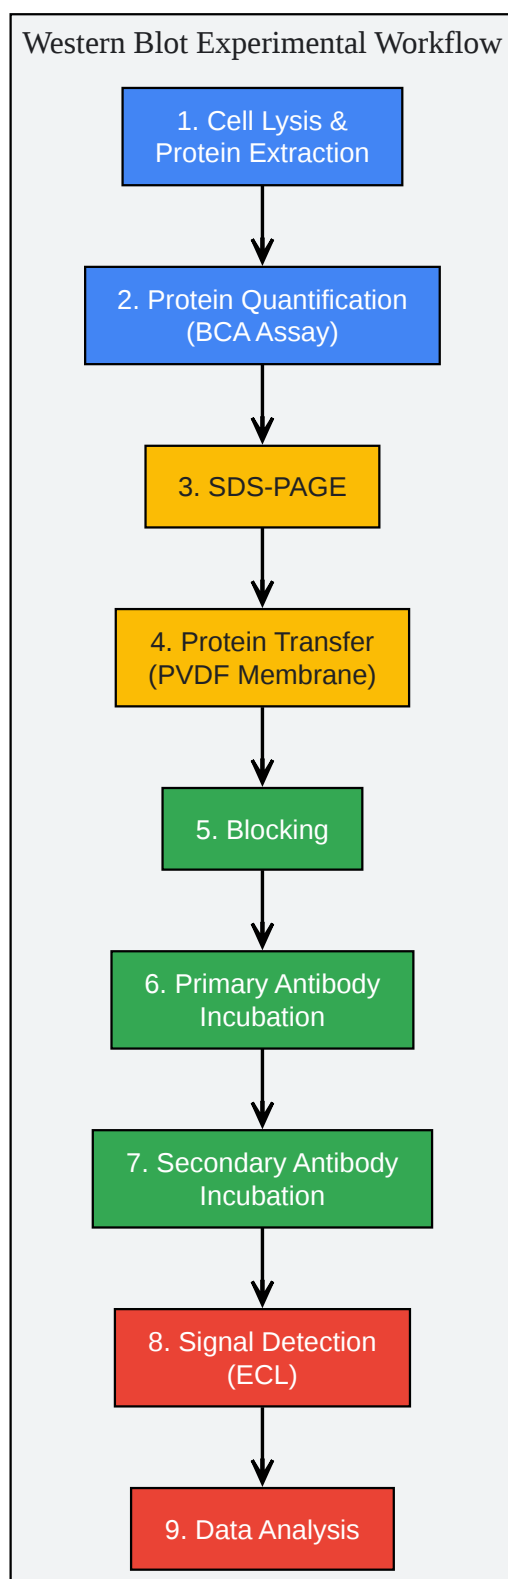 Western Blot Experimental Workflow
1. Cell Lysis &
Protein Extraction
2. Protein Quantification
(BCA Assay)
3. SDS-PAGE
4. Protein Transfer
(PVDF Membrane)
5. Blocking
6. Primary Antibody
Incubation
7. Secondary Antibody
Incubation
8. Signal Detection
(ECL)
9. Data Analysis